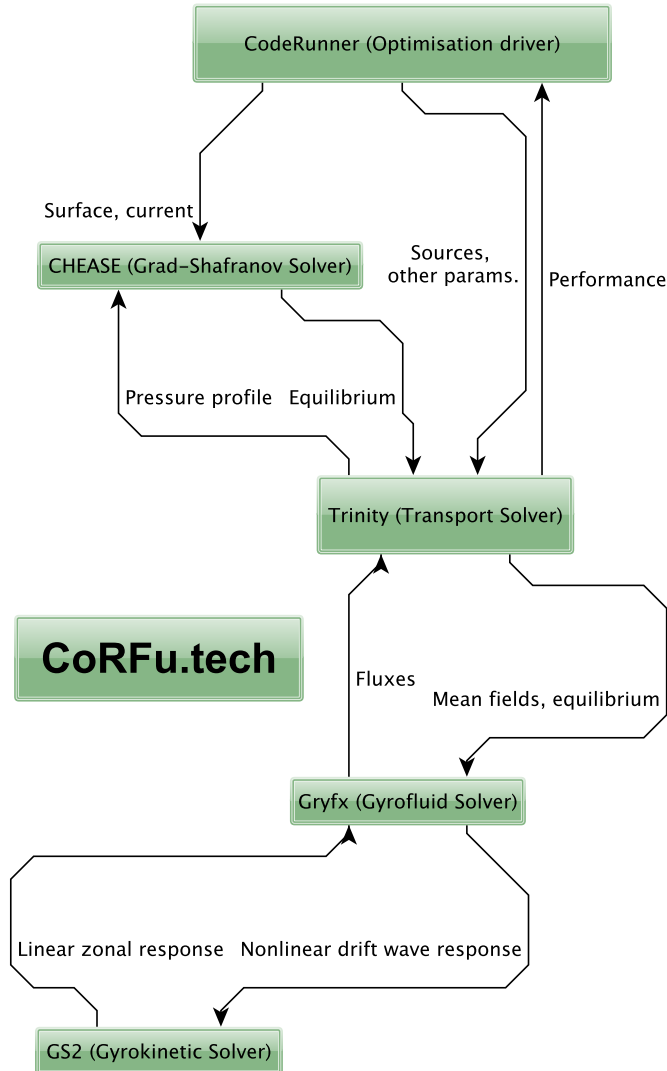 CodeRunner (Optimisation driver)
Surface, current
CHEASE (Grad-Shafranov Solver)
Sources,
other params.
Performance
Pressure profile
Equilibrium
Trinity (Transport Solver)
CoRFu.tech
Fluxes
Mean fields, equilibrium
Gryfx (Gyrofluid Solver)
Linear zonal response
Nonlinear drift wave response
GS2 (Gyrokinetic Solver)